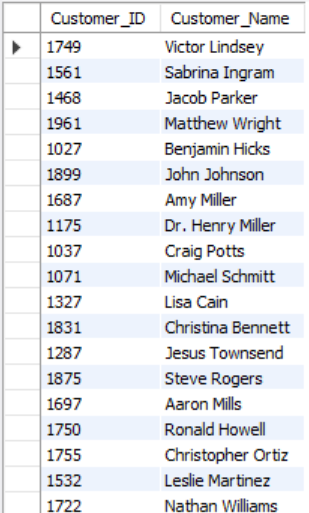 Customer_ID Customer_Name
1749 Victor Lindsey
1561 Sabrina Ingram
1468 Jacob Parker
1961 Matthew Wright
1027 Benjamin Hicks
1899 John Johnson
1687 Amy Miller
1175 Dr. Henry Miller
1037 Craig Potts
1071 Michael Schmitt
1327 Lisa Cain
1831 Christina Bennett
1287 Jesus Townsend
1875 Steve Rogers
1697 Aaron Mills
1750 Ronald Howell
1755 Christopher Ortiz
1532 Leslie Martinez
1722 Nathan Williams